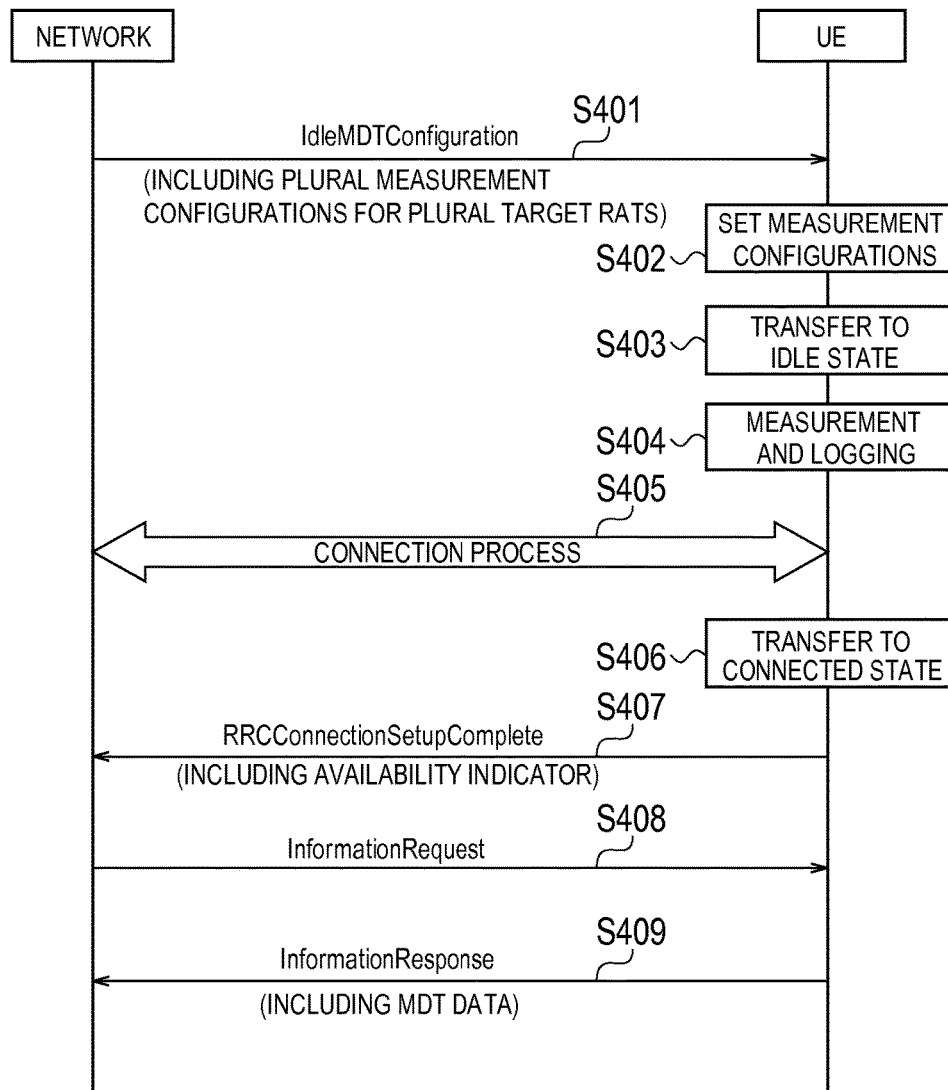 NETWORK
UE
S401
IdleMDTConfiguration
(INCLUDING PLURAL MEASUREMENT
CONFIGURATIONS FOR PLURAL TARGET RATS)
SET MEASUREMENT
CONFIGURATIONS
S402
TRANSFER TO
IDLE STATE
S403
MEASUREMENT
AND LOGGING
S404
S405
CONNECTION PROCESS
TRANSFER TO
CONNECTED STATE
S406
S407
RRCConnectionSetupComplete
(INCLUDING AVAILABILITY INDICATOR)
S408
InformationRequest
S409
InformationResponse
(INCLUDING MDT DATA)